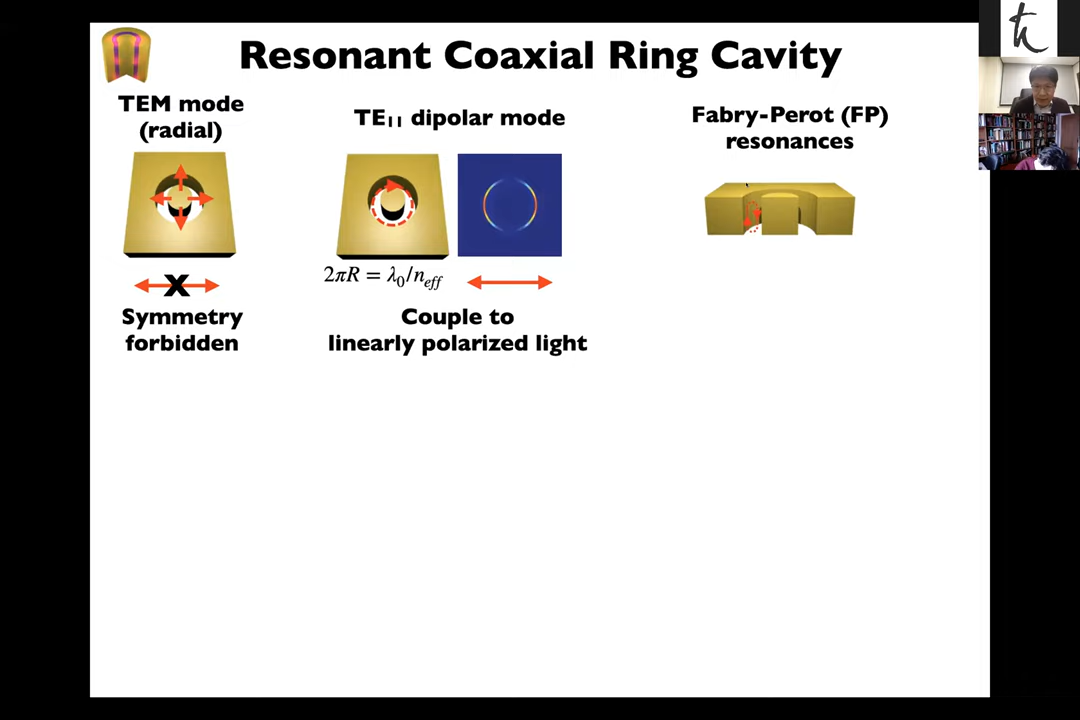 Resonant Coaxial Ring Cavity
TEM mode
(radial)
X
Symmetry
forbidden
TE₁₁ dipolar mode
2πR = λ₀/n_eff
Couple to
linearly polarized light
Fabry-Perot (FP)
resonances